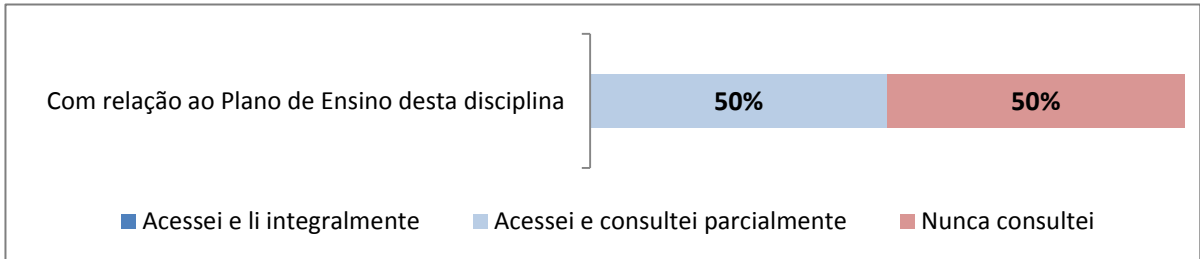 Com relação ao Plano de Ensino desta disciplina
50% 50%
Acessei e li integralmente Acessei e consultei parcialmente Nunca consultei